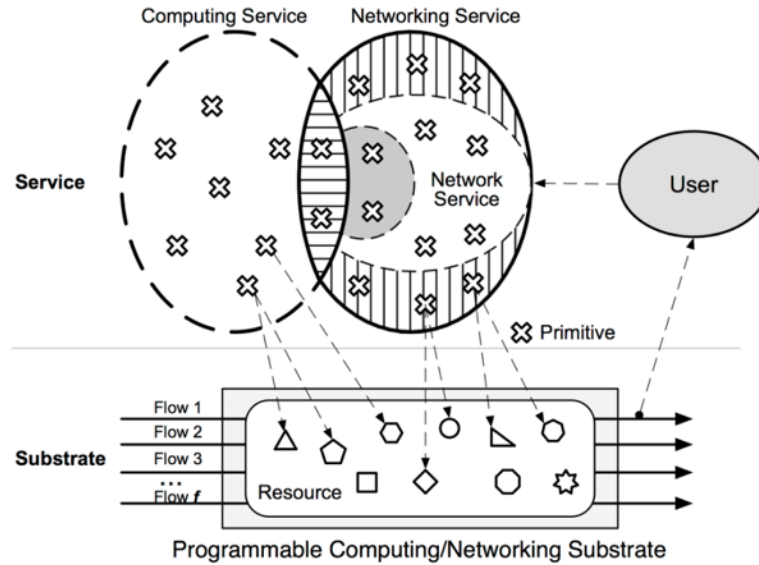 Computing Service
Networking Service
Service
Network
Service
User
Primitive
Flow 1
Flow 2
Substrate
Flow 3
...
Flow f
Resource
Programmable Computing/Networking Substrate